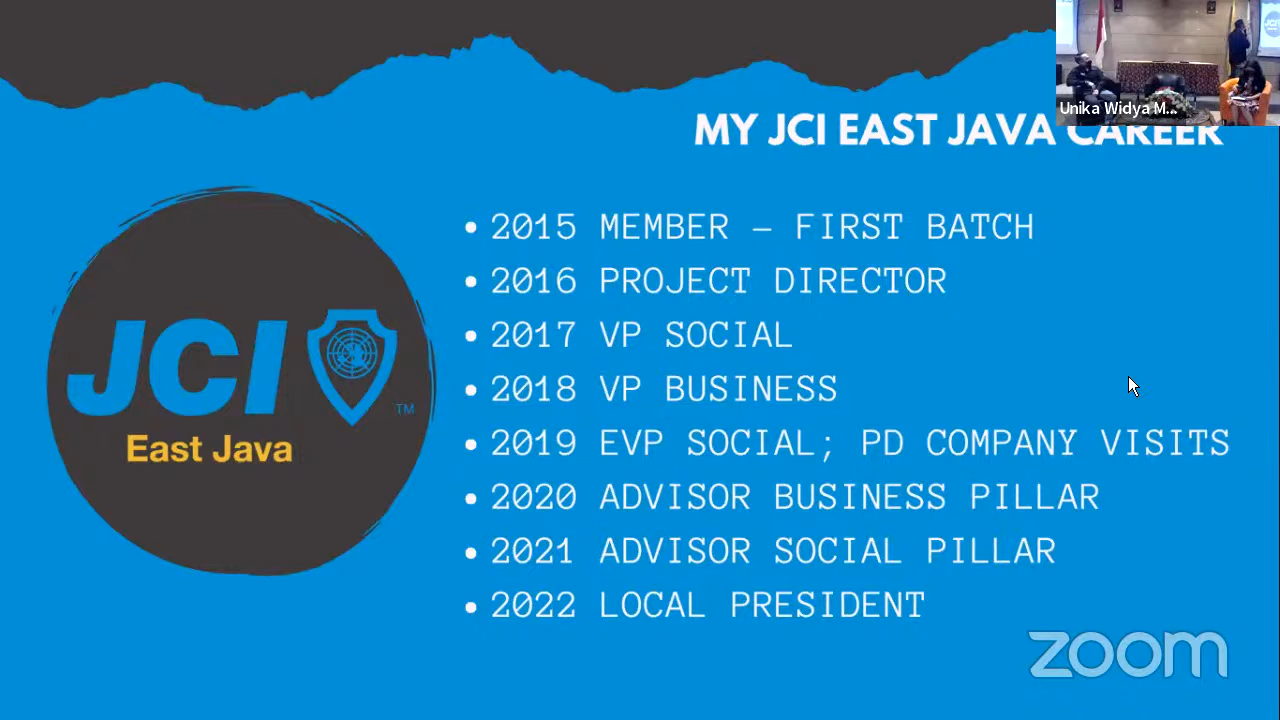 Unika Widya M...
MY JCI EAST JAVA CAREER
• 2015 MEMBER – FIRST BATCH
• 2016 PROJECT DIRECTOR
• 2017 VP SOCIAL
• 2018 VP BUSINESS
• 2019 EVP SOCIAL; PD COMPANY VISITS
• 2020 ADVISOR BUSINESS PILLAR
• 2021 ADVISOR SOCIAL PILLAR
• 2022 LOCAL PRESIDENT
JCI
TM
East Java
zoom